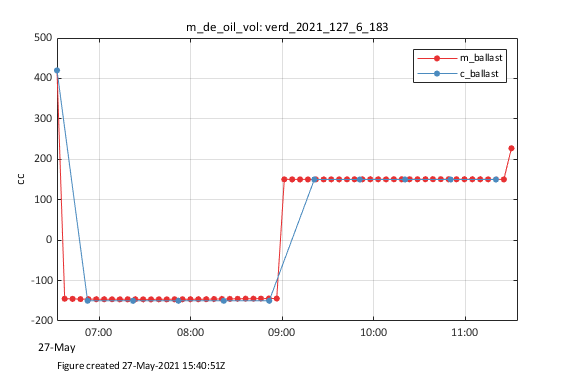 m_de_oil_vol: verd_2021_127_6_183
500
400
300
200
100
0
-100
-200
cc
m_ballast
c_ballast
07:00
08:00
09:00
10:00
11:00
27-May
Figure created 27-May-2021 15:40:51Z